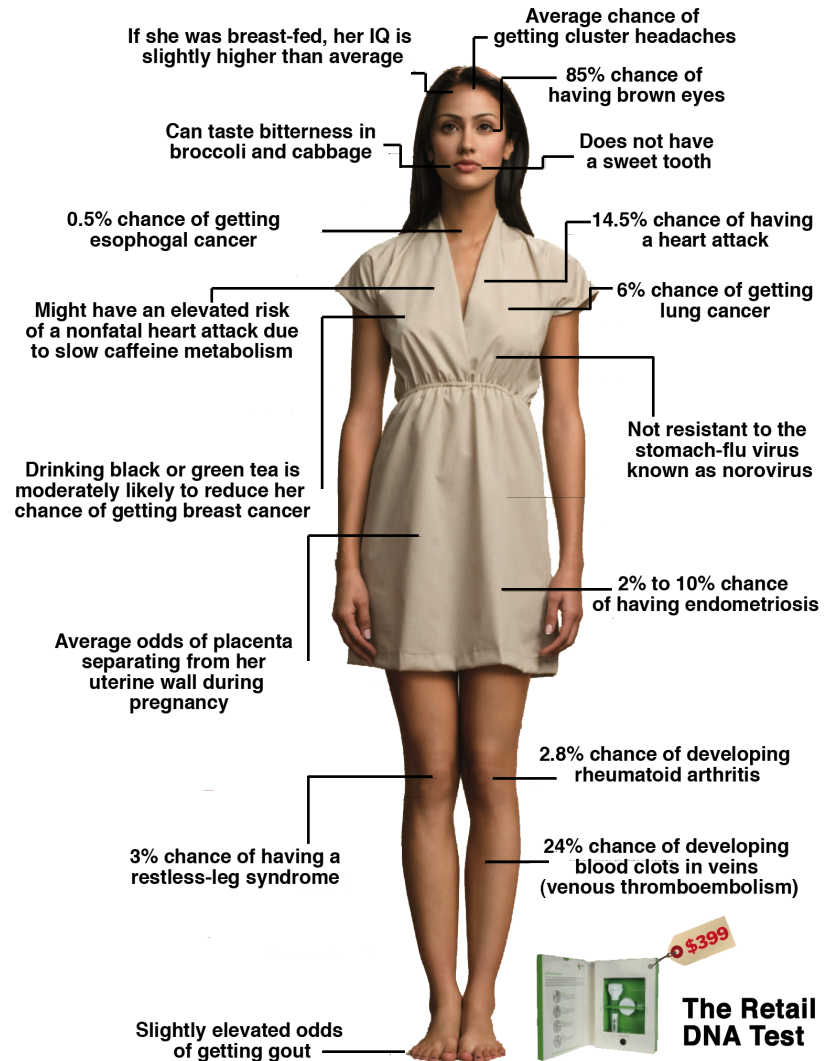 If she was breast-fed, her IQ is
slightly higher than average
Average chance of
getting cluster headaches
85% chance of
having brown eyes
Can taste bitterness in
broccoli and cabbage
Does not have
a sweet tooth
0.5% chance of getting
esophogal cancer
14.5% chance of having
a heart attack
Might have an elevated risk
of a nonfatal heart attack due
to slow caffeine metabolism
6% chance of getting
lung cancer
Not resistant to the
stomach-flu virus
known as norovirus
Drinking black or green tea is
moderately likely to reduce her
chance of getting breast cancer
2% to 10% chance
of having endometriosis
Average odds of placenta
separating from her
uterine wall during
pregnancy
2.8% chance of developing
rheumatoid arthritis
3% chance of having a
restless-leg syndrome
24% chance of developing
blood clots in veins
(venous thromboembolism)
$399
The Retail
DNA Test
Slightly elevated odds
of getting gout